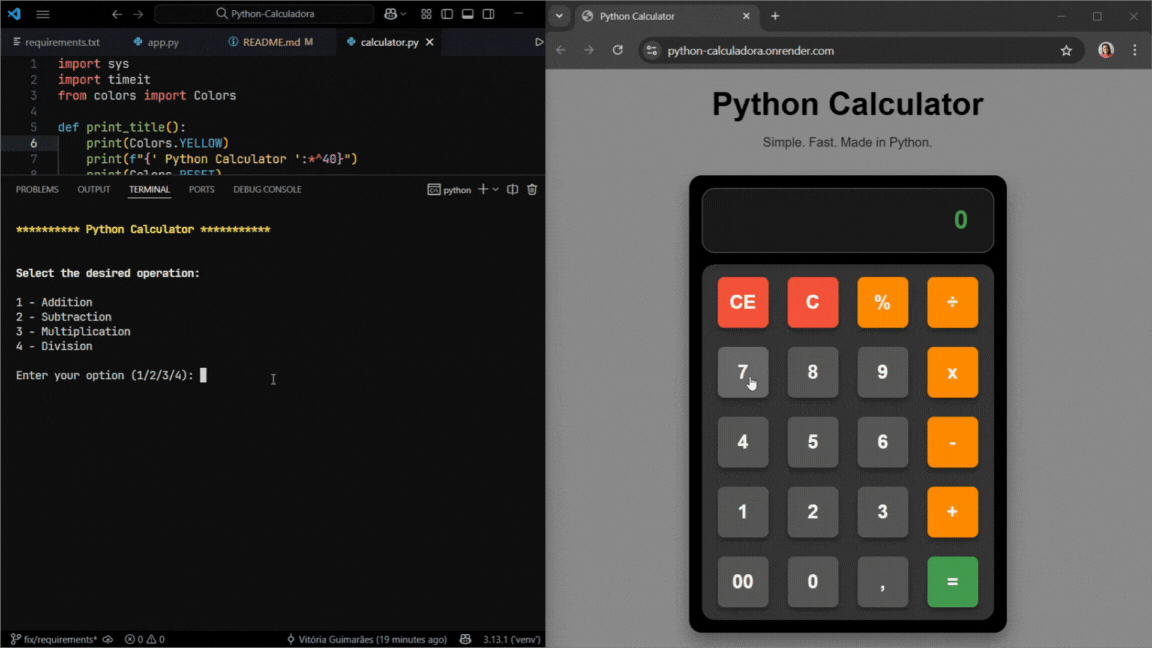 Python-Calculadora
requirements.txt
app.py
README.md M
calculator.py
1 import sys
2 import timeit
3 from colors import Colors
4
5 def print_title():
6 print(Colors.YELLOW)
7 print(f"{' Python Calculator ':*^40}")
8 print(Colors.RESET)
PROBLEMS OUTPUT TERMINAL PORTS DEBUG CONSOLE
python
********** Python Calculator ***********
Select the desired operation:
1 - Addition
2 - Subtraction
3 - Multiplication
4 - Division
Enter your option (1/2/3/4):
fix/requirements* 0 0 Vitória Guimarães (19 minutes ago) 3.13.1 ('venv')
Python Calculator
python-calculadora.onrender.com
Python Calculator
Simple. Fast. Made in Python.
0
CE C % ÷
7 8 9 x
4 5 6 -
1 2 3 +
00 0 , =